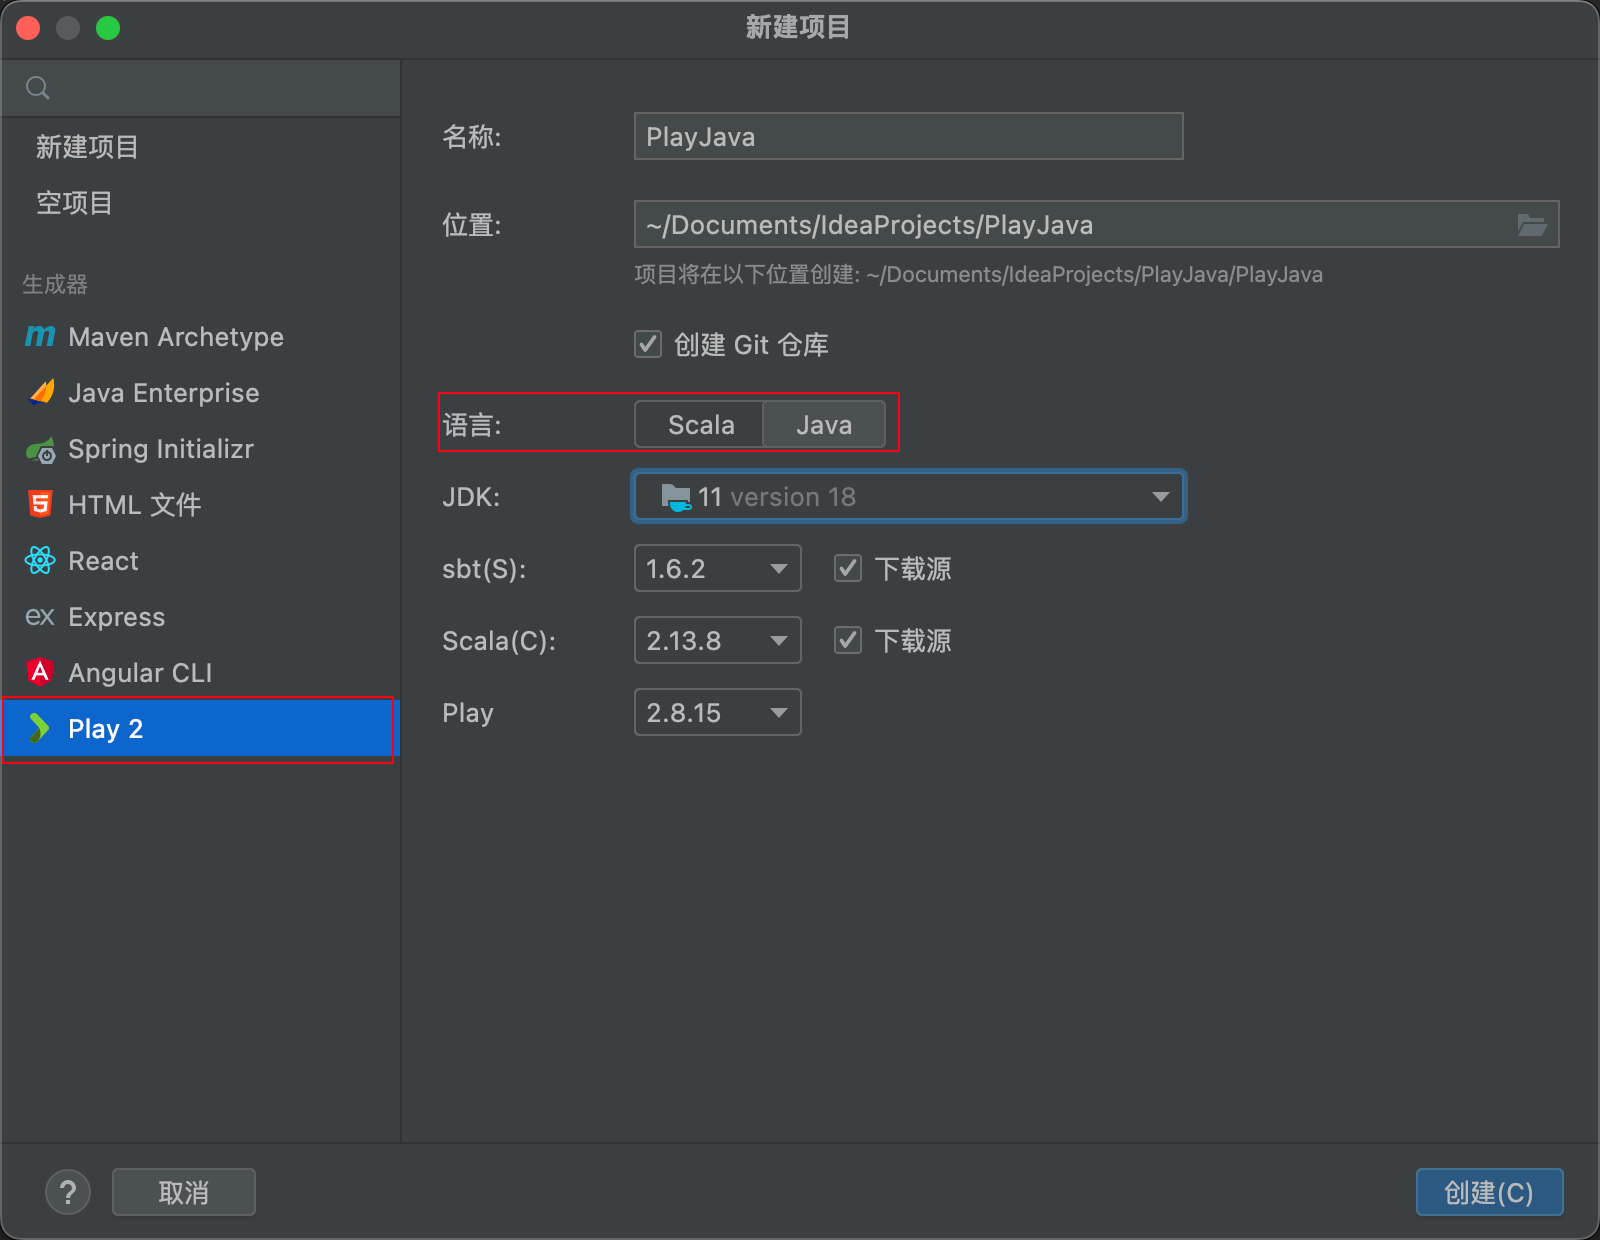 新建项目
新建项目
空项目
生成器
Maven Archetype
Java Enterprise
Spring Initializr
HTML 文件
React
ex Express
Angular CLI
Play 2
名称: PlayJava
位置: ~/Documents/IdeaProjects/PlayJava
项目将在以下位置创建: ~/Documents/IdeaProjects/PlayJava/PlayJava
创建 Git 仓库
语言: Scala Java
JDK: 11 version 18
sbt(S): 1.6.2 下载源
Scala(C): 2.13.8 下载源
Play 2.8.15
? 取消 创建(C)